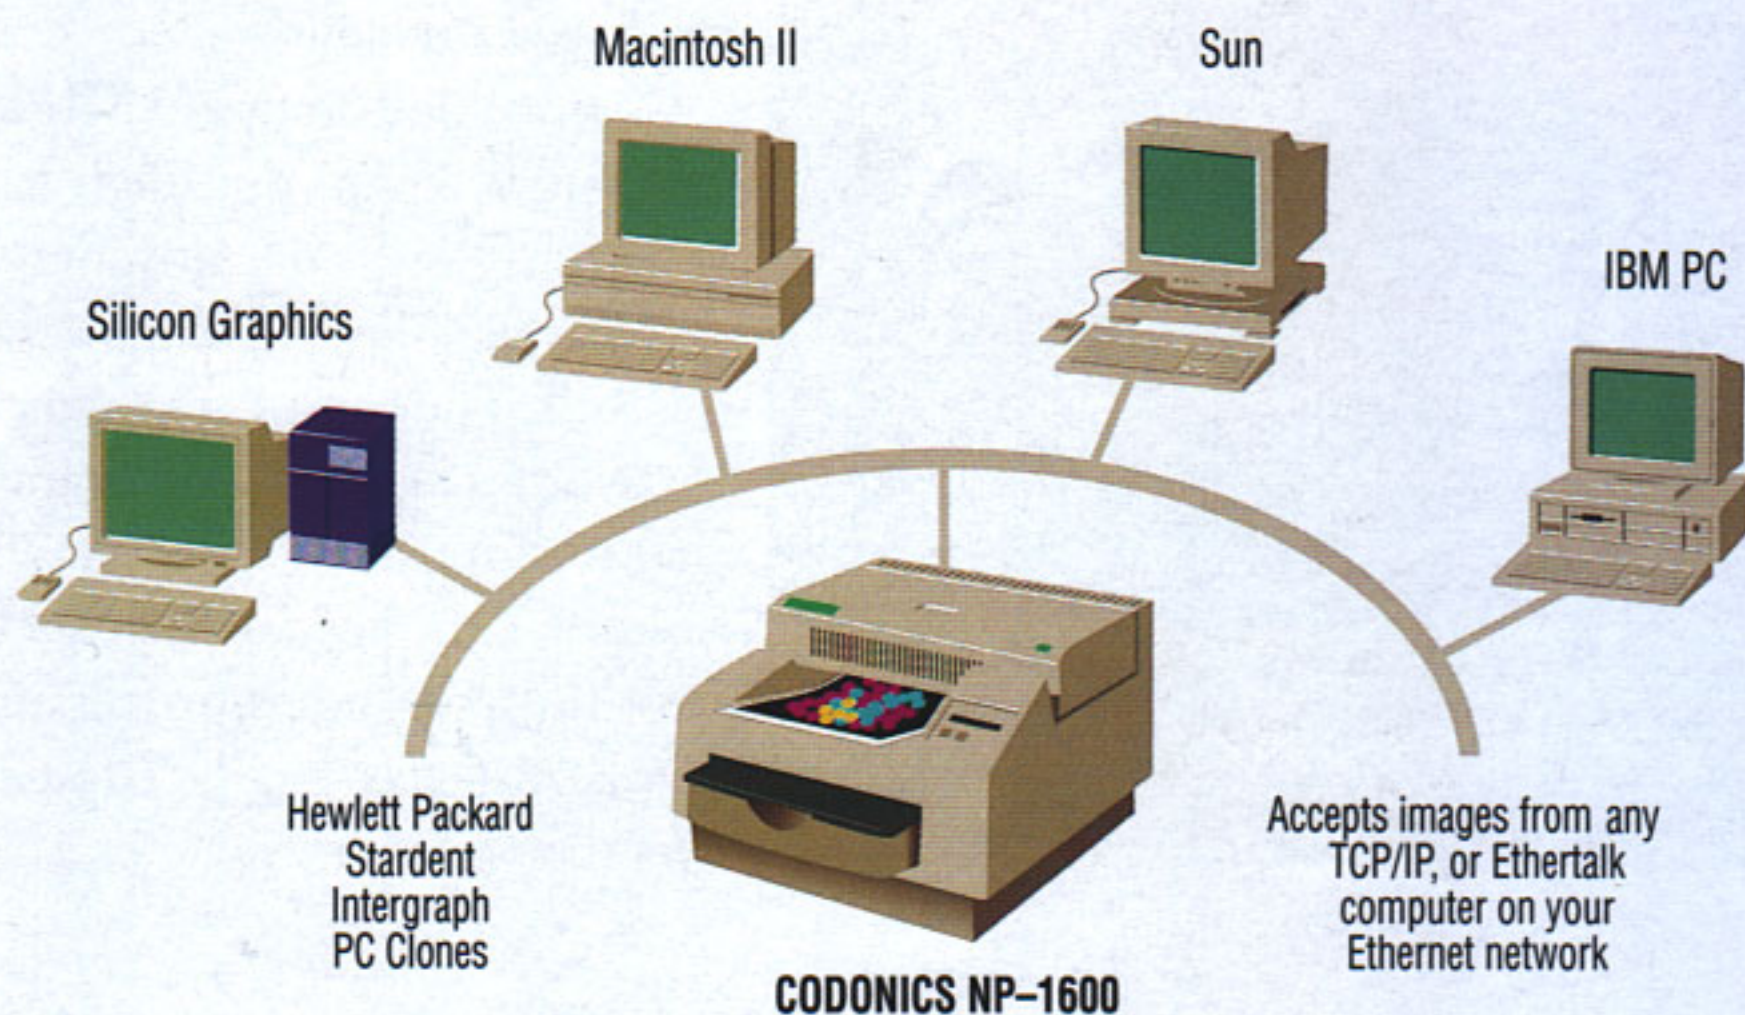 Macintosh II
Sun
IBM PC
Silicon Graphics
Hewlett Packard
Stardent
Intergraph
PC Clones
Accepts images from any
TCP/IP, or Ethertalk
computer on your
Ethernet network
CODONICS NP–1600